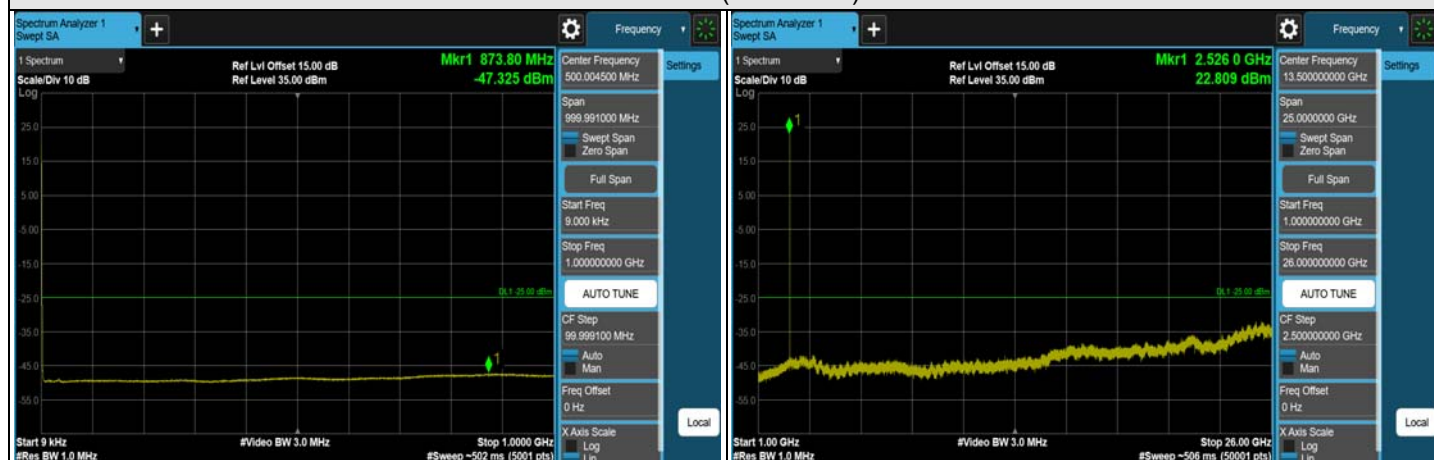 Spectrum Analyzer 1
Swept SA
Frequency
1 Spectrum
Scale/Div 10 dB
Ref Lvl Offset 15.00 dB
Ref Level 35.00 dBm
Mkr1 873.80 MHz
-47.325 dBm
Log
25.0
15.0
5.00
-5.00
-15.0
-25.0
-35.0
-45.0
-55.0
DL1 -25.00 dBm
1
Start 9 kHz
#Res BW 1.0 MHz
#Video BW 3.0 MHz
Stop 1.0000 GHz
#Sweep ~502 ms (5001 pts)
Center Frequency
500.004500 MHz
Span
999.991000 MHz
Swept Span
Zero Span
Full Span
Start Freq
9.000 kHz
Stop Freq
1.000000000 GHz
AUTO TUNE
CF Step
99.999100 MHz
Auto
Man
Freq Offset
0 Hz
X Axis Scale
Log
Lin
Settings
Local
Spectrum Analyzer 1
Swept SA
Frequency
1 Spectrum
Scale/Div 10 dB
Ref Lvl Offset 15.00 dB
Ref Level 35.00 dBm
Mkr1 2.526 0 GHz
22.809 dBm
Log
25.0
15.0
5.00
-5.00
-15.0
-25.0
-35.0
-45.0
-55.0
1
DL1 -25.00 dBm
Start 1.00 GHz
#Res BW 1.0 MHz
#Video BW 3.0 MHz
Stop 26.00 GHz
#Sweep ~506 ms (50001 pts)
Center Frequency
13.500000000 GHz
Span
25.0000000 GHz
Swept Span
Zero Span
Full Span
Start Freq
1.000000000 GHz
Stop Freq
26.000000000 GHz
AUTO TUNE
CF Step
2.500000000 GHz
Auto
Man
Freq Offset
0 Hz
X Axis Scale
Log
Lin
Settings
Local